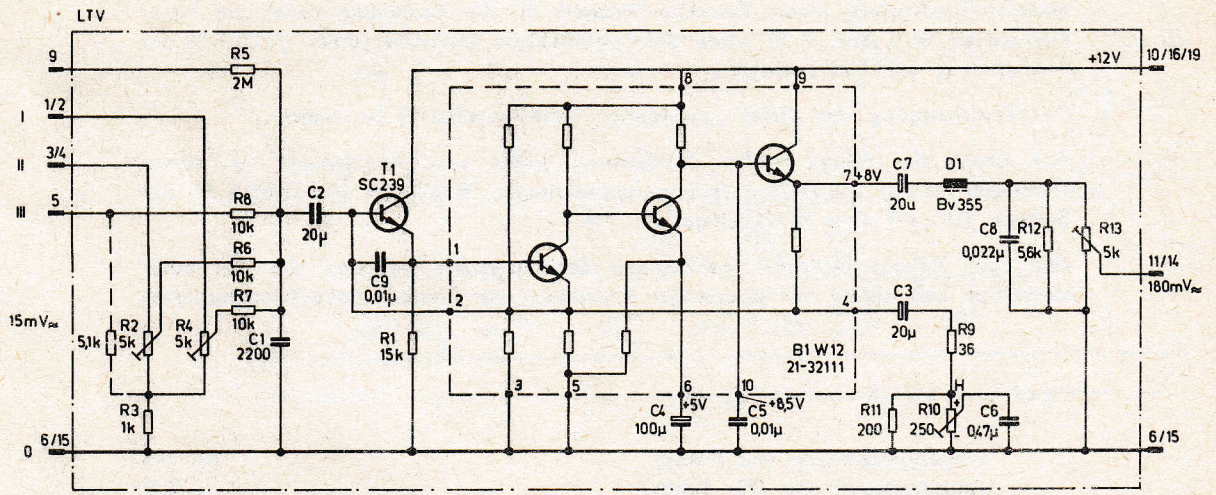 LTV
9
R5
2M
+12V
10/16/19
8
9
I
1/2
II
3/4
III
5
T1
SC239
C2
20µ
R8
10k
R6
10k
R7
10k
C9
0,01µ
1
2
7
+8V
C7
20u
D1
Bv 355
C8
0,022µ
R12
5,6k
R13
5k
11/14
180mV≈
15mV≈
5,1k
R2
5k
R4
5k
C1
2200
R1
15k
4
C3
20µ
R9
36
B1 W12
21-32111
3
5
6
+5V
10
+8,5V
R3
1k
C4
100µ
C5
0,01µ
R11
200
H
R10
250
+
-
C6
0,47µ
0
6/15
6/15